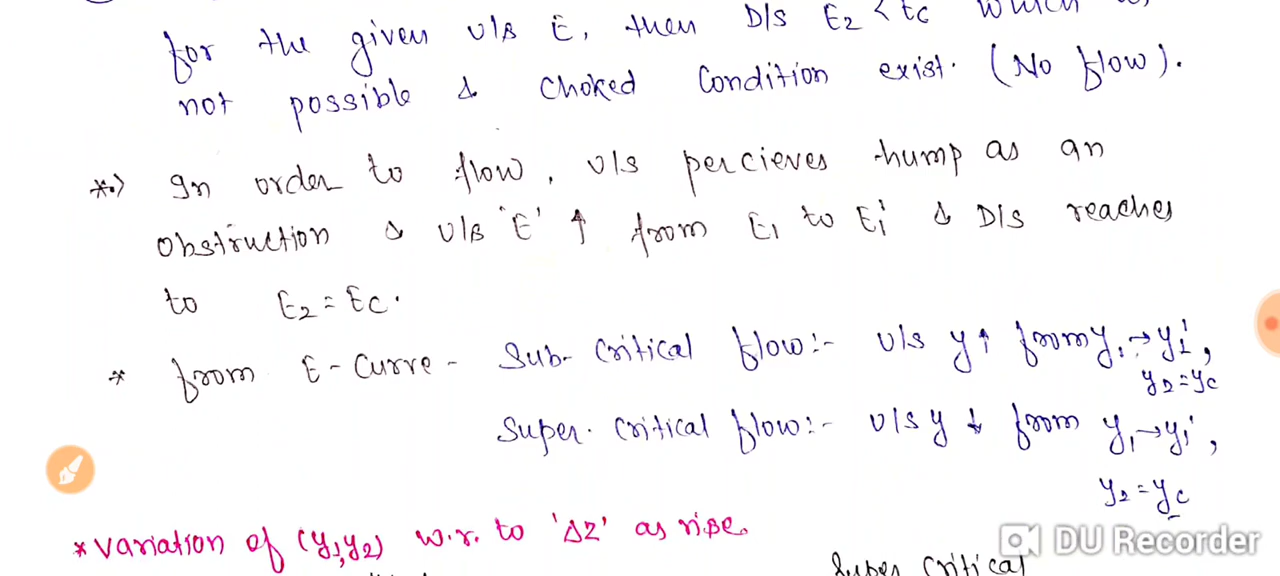 for the given U/S E, then D/S E2 < Ec which
not possible & Choked Condition exist. (No flow).
**) In order to flow, U/S percieves hump as an
obstruction & U/S 'E' ↑ from E1 to E1' & D/S reaches
to E2 = Ec.
* from E-Curve - Sub-Critical flow:- U/S y↑ from y1→y1',
y2=yc
Super-Critical flow:- U/S y ↓ from y1→y1',
y2=yc
* Variation of (y1,y2) w.r. to 'ΔZ' as rise.
Super Critical
DU Recorder